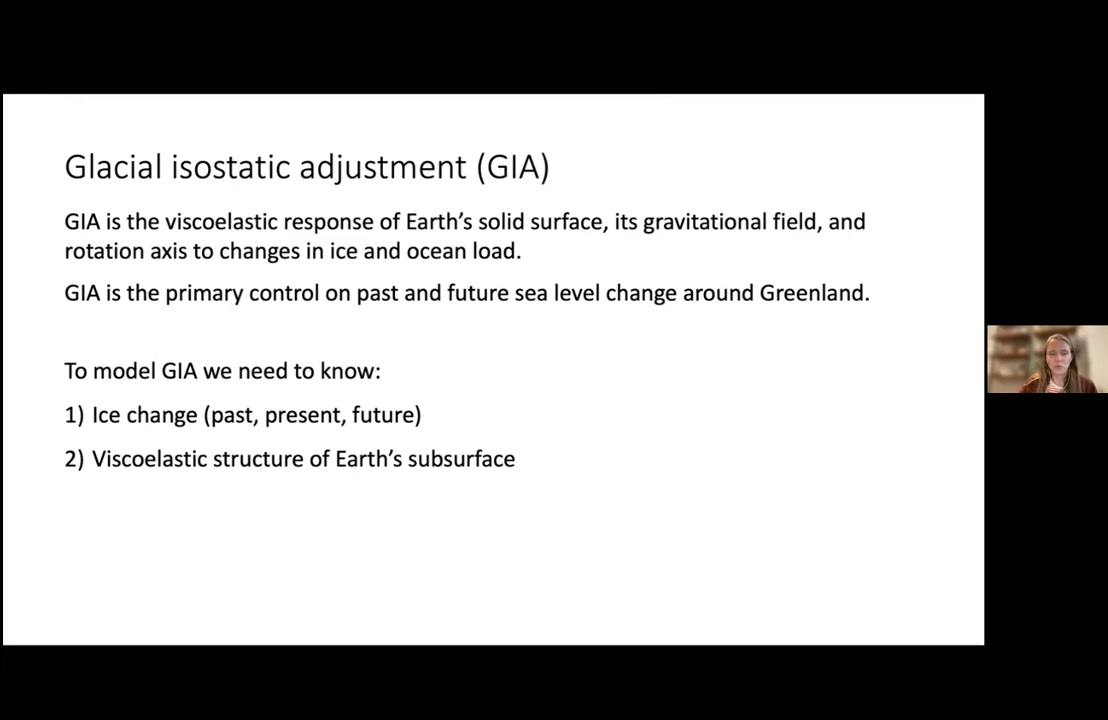 Glacial isostatic adjustment (GIA)
GIA is the viscoelastic response of Earth’s solid surface, its gravitational field, and
rotation axis to changes in ice and ocean load.
GIA is the primary control on past and future sea level change around Greenland.
To model GIA we need to know:
1) Ice change (past, present, future)
2) Viscoelastic structure of Earth’s subsurface